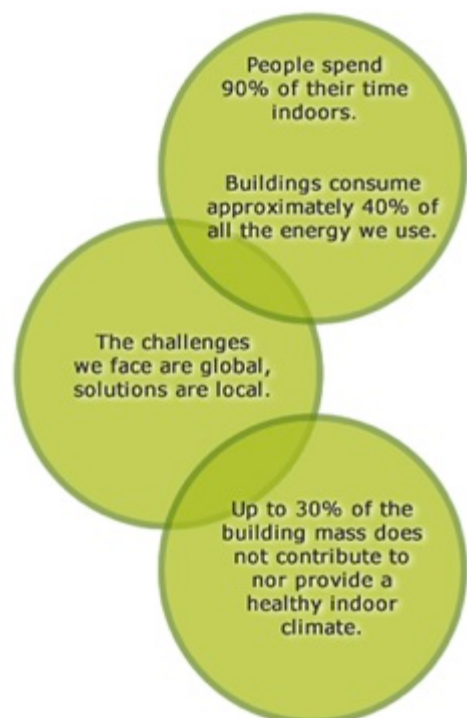 People spend
90% of their time
indoors.
Buildings consume
approximately 40% of
all the energy we use.
The challenges
we face are global,
solutions are local.
Up to 30% of the
building mass does
not contribute to
nor provide a
healthy indoor
climate.